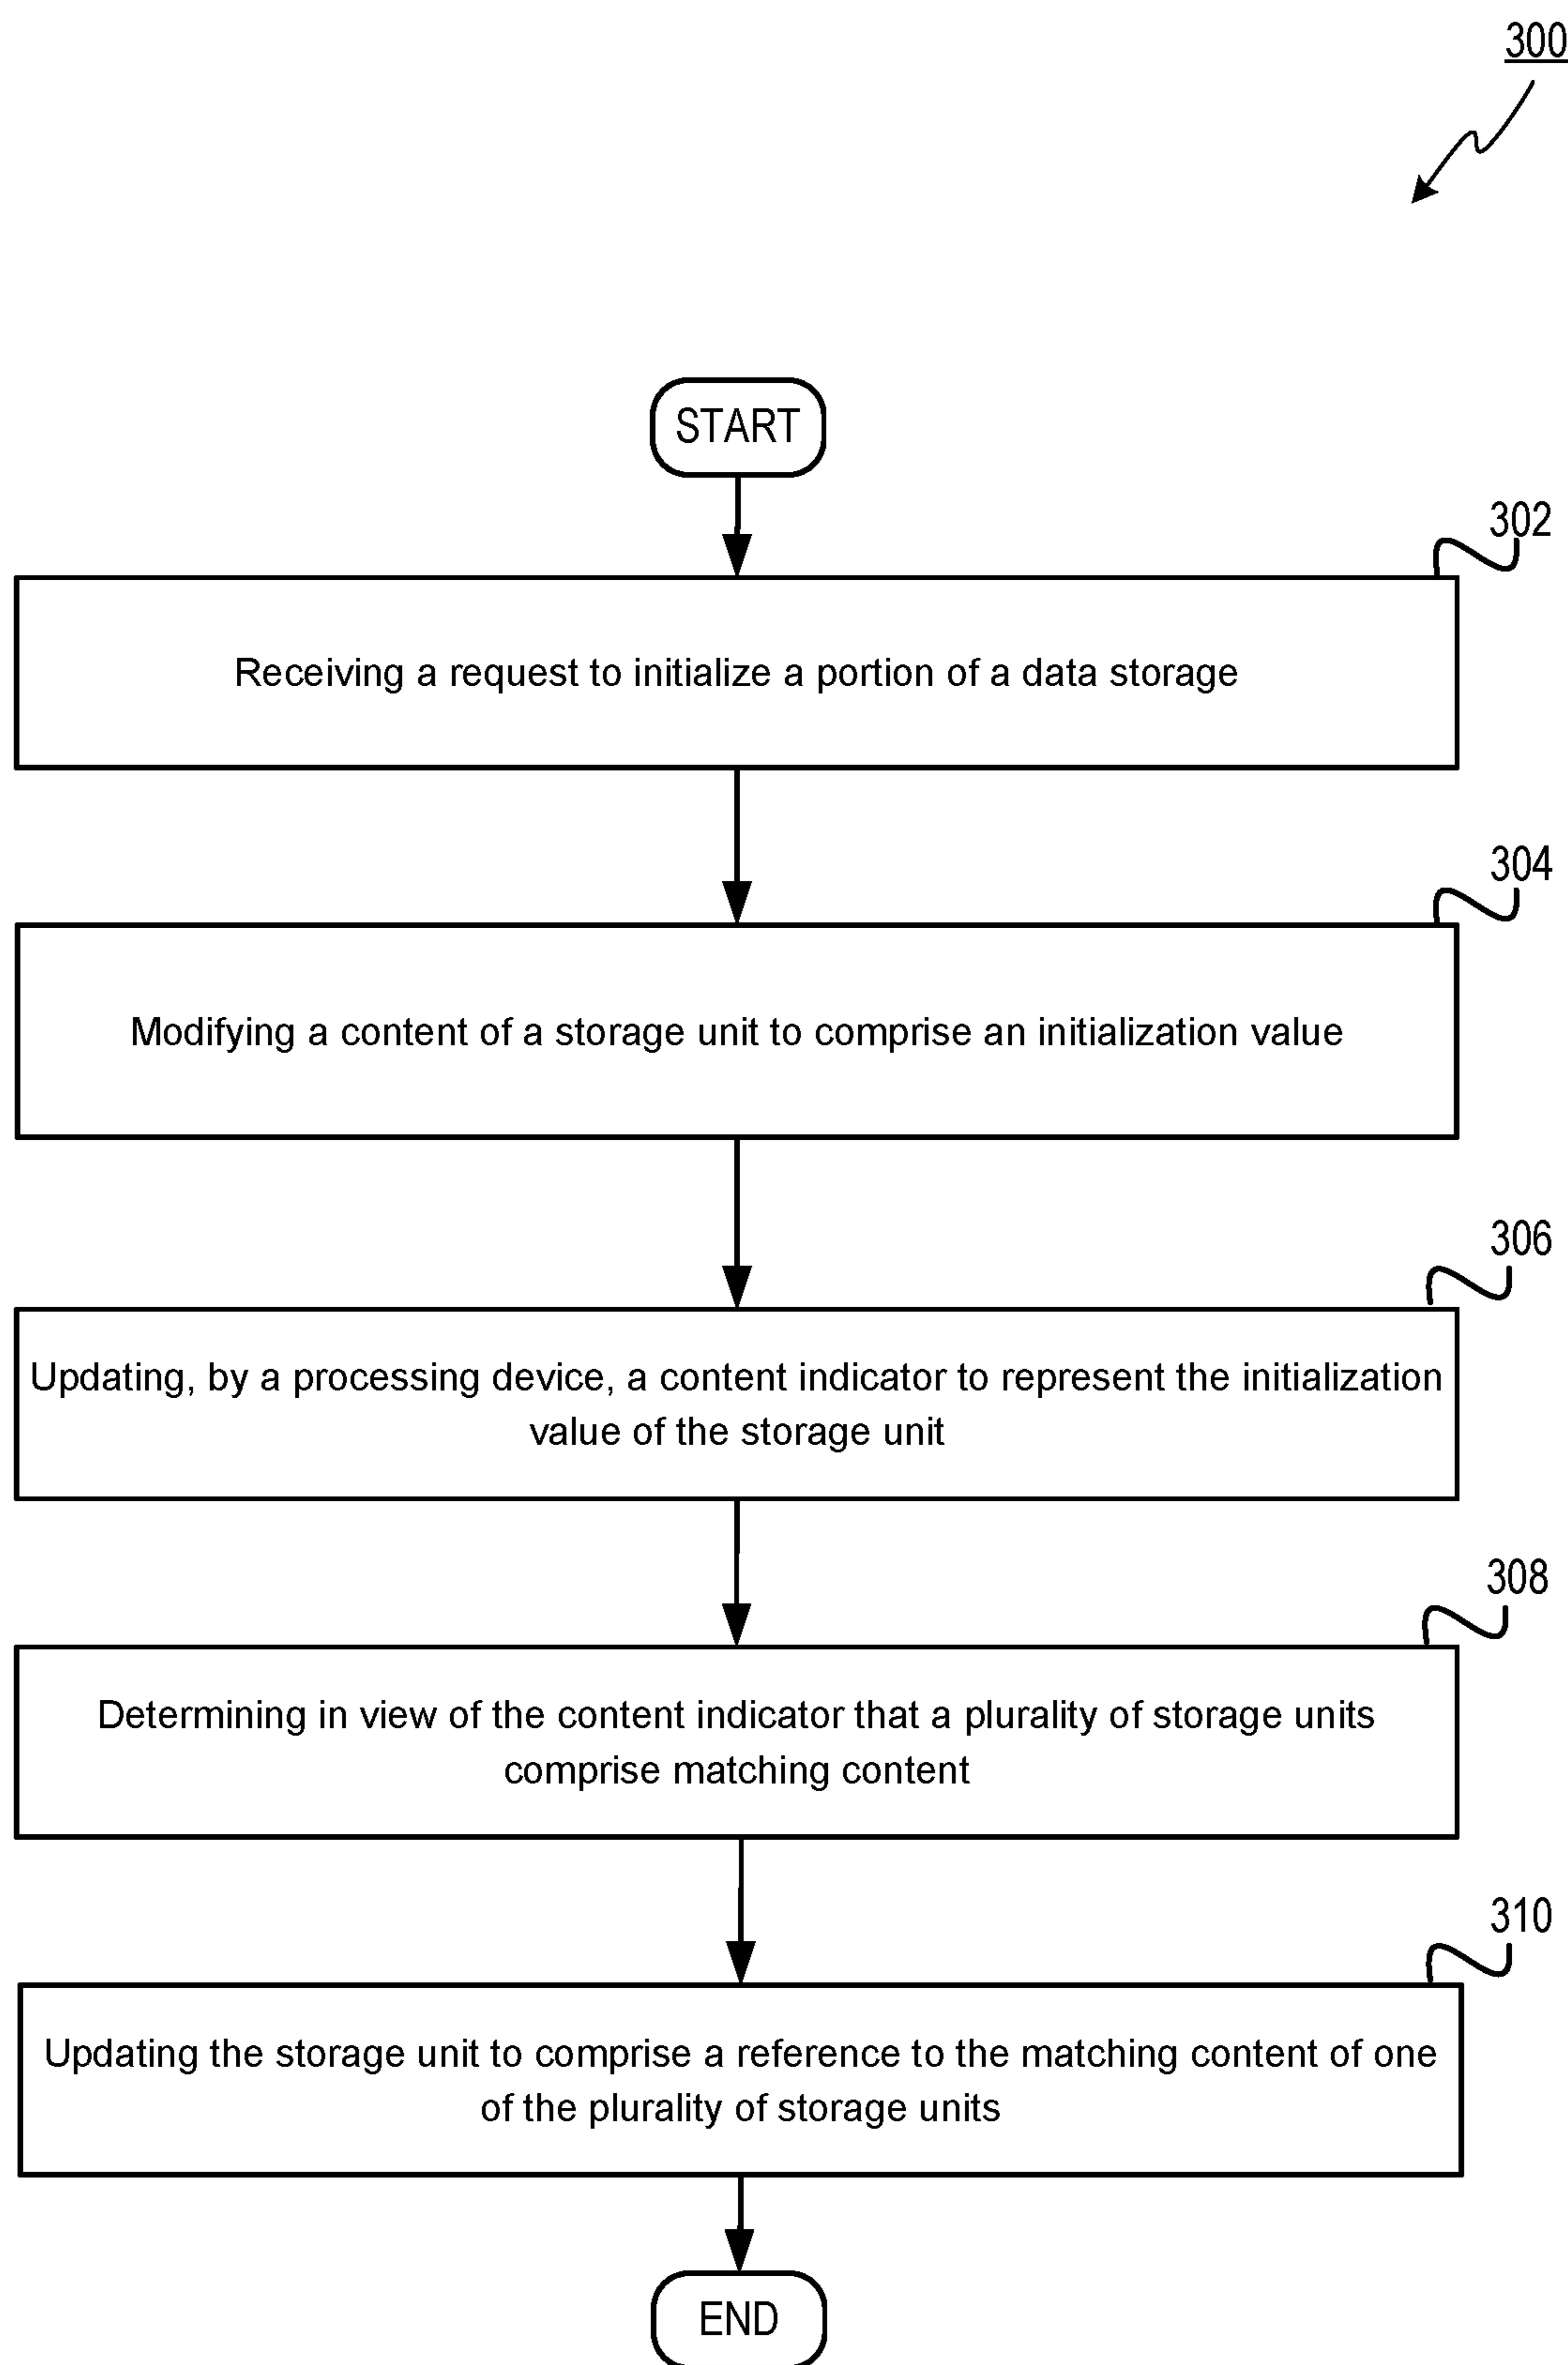 300
START
302
Receiving a request to initialize a portion of a data storage
304
Modifying a content of a storage unit to comprise an initialization value
306
Updating, by a processing device, a content indicator to represent the initialization
value of the storage unit
308
Determining in view of the content indicator that a plurality of storage units
comprise matching content
310
Updating the storage unit to comprise a reference to the matching content of one
of the plurality of storage units
END